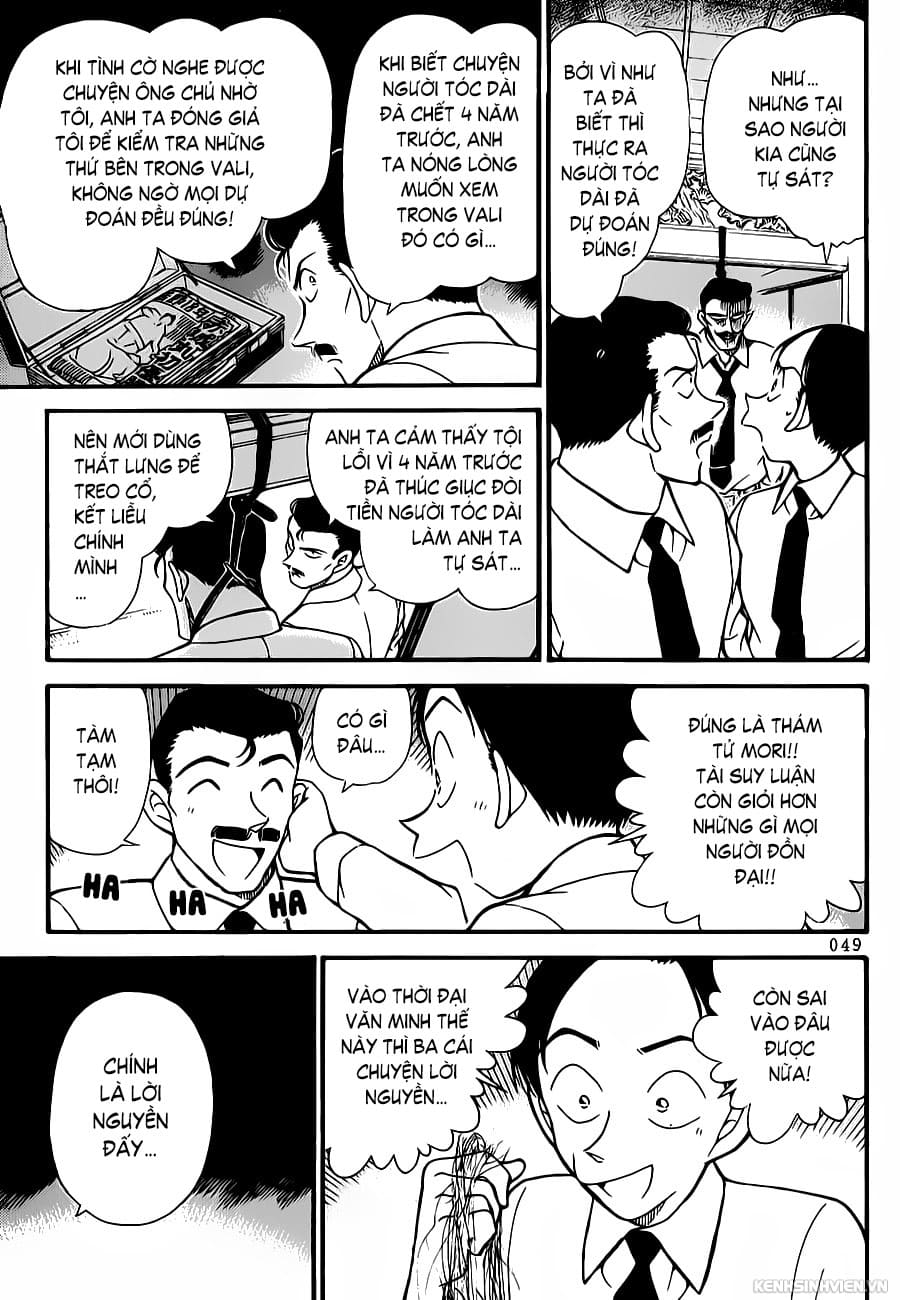 NHƯ...
NHƯNG TẠI
SAO NGƯỜI
KIA CŨNG
TỰ SÁT?
BỞI VÌ NHƯ
TA ĐÃ
BIẾT THÌ
THỰC RA
NGƯỜI TÓC
DÀI ĐÃ
DỰ ĐOÁN
ĐÚNG!
KHI BIẾT CHUYỆN
NGƯỜI TÓC DÀI
ĐÃ CHẾT 4 NĂM
TRƯỚC, ANH
TA NÓNG LÒNG
MUỐN XEM
TRONG VALI
ĐÓ CÓ GÌ...
KHI TÌNH CỜ NGHE ĐƯỢC
CHUYỆN ÔNG CHỦ NHỜ
TÔI, ANH TA ĐÓNG GIẢ
TÔI ĐỂ KIỂM TRA NHỮNG
THỨ BÊN TRONG VALI,
KHÔNG NGỜ MỌI DỰ
ĐOÁN ĐỀU ĐÚNG!
ANH TA CẢM THẤY TỘI
LỖI VÌ 4 NĂM TRƯỚC
ĐÃ THÚC GIỤC ĐÒI
TIỀN NGƯỜI TÓC DÀI
LÀM ANH TA
TỰ SÁT...
NÊN MỚI DÙNG
THẮT LƯNG ĐỂ
TREO CỔ,
KẾT LIỄU
CHÍNH
MÌNH
...
ĐÚNG LÀ THÁM
TỬ MORI!!
TÀI SUY LUẬN
CÒN GIỎI HƠN
NHỮNG GÌ MỌI
NGƯỜI ĐỒN
ĐẠI!!
CÓ GÌ
ĐÂU...
TÀM
TẠM
THÔI!
HA
HA
HA
049
CÒN SAI
VÀO ĐÂU
ĐƯỢC
NỮA!
VÀO THỜI ĐẠI
VĂN MINH THẾ
NÀY THÌ BA CÁI
CHUYỆN LỜI
NGUYỀN...
CHÍNH
LÀ LỜI
NGUYỀN
ĐẤY...
KENHSINHVIEN.VN